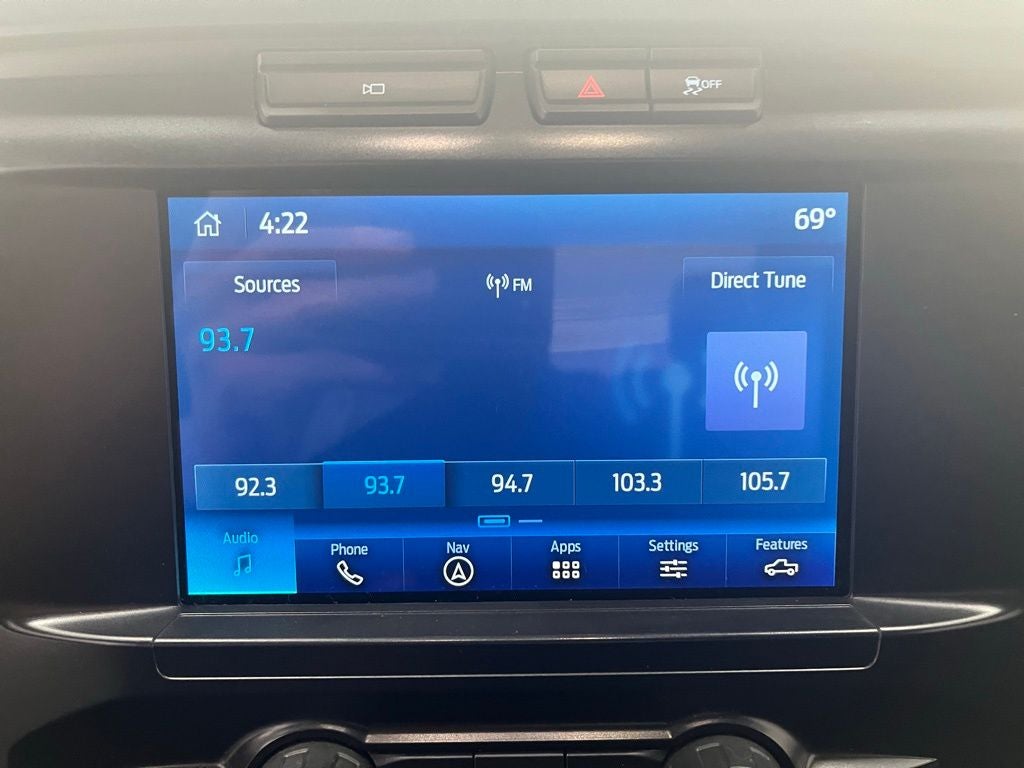 OFF
4:22
69°
Sources
FM
Direct Tune
93.7
92.3
93.7
94.7
103.3
105.7
Audio
Phone
Nav
Apps
Settings
Features